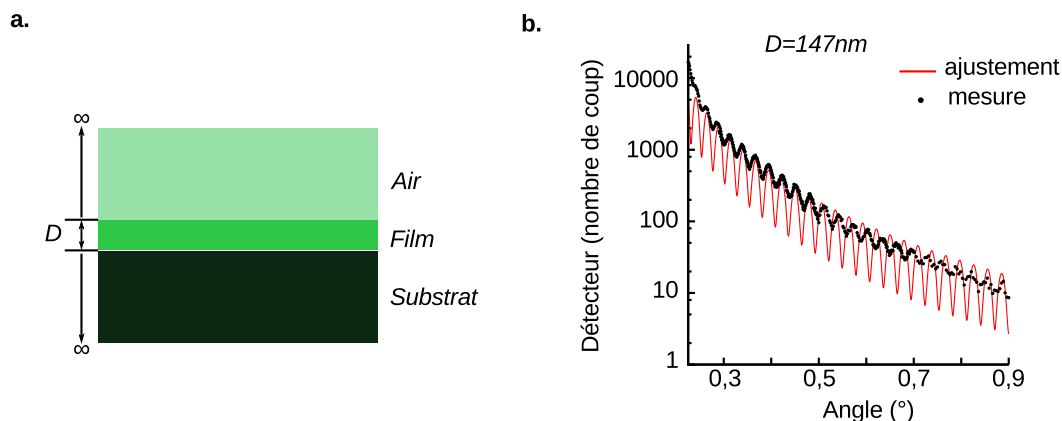 a.
∞
Air
D
Film
Substrat
∞
b.
D=147nm
ajustement
mesure
Détecteur (nombre de coup)
10000
1000
100
10
1
0,3
0,5
0,7
0,9
Angle (°)